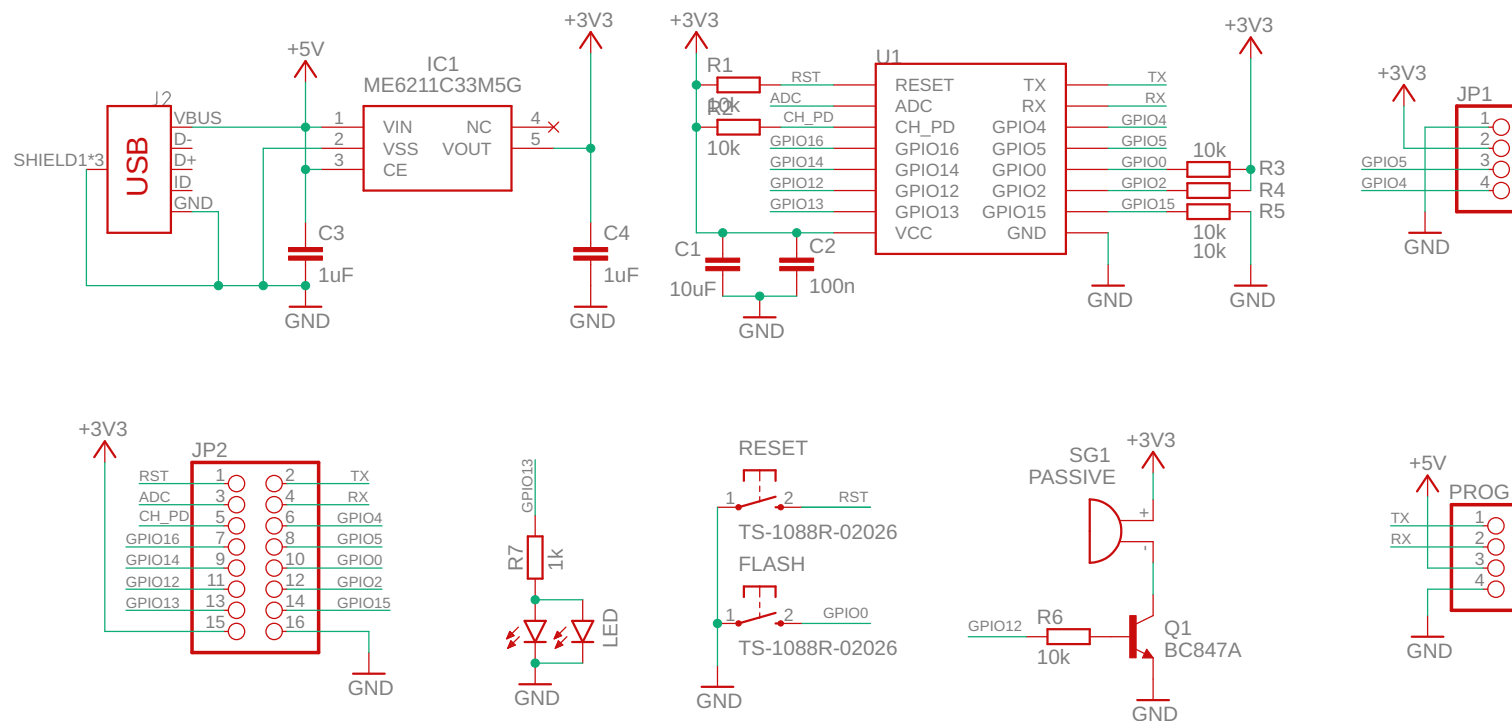 +5V
IC1
ME6211C33M5G
+3V3
J2
USB
VBUS
D-
D+
ID
GND
SHIELD1*3
1
2
3
VIN
VSS
CE
NC
VOUT
4
5
C3
1uF
GND
C4
1uF
GND
+3V3
R1
10k
R2
10k
RST
ADC
CH_PD
GPIO16
GPIO14
GPIO12
GPIO13
U1
RESET
ADC
CH_PD
GPIO16
GPIO14
GPIO12
GPIO13
VCC
TX
RX
GPIO4
GPIO5
GPIO0
GPIO2
GPIO15
GND
TX
RX
GPIO4
GPIO5
GPIO0
GPIO2
GPIO15
+3V3
10k
R3
R4
R5
10k
10k
GND
GND
C1
10uF
C2
100n
GND
+3V3
JP1
1
2
3
4
GPIO5
GPIO4
GND
+3V3
JP2
RST 1 2 TX
ADC 3 4 RX
CH_PD 5 6 GPIO4
GPIO16 7 8 GPIO5
GPIO14 9 10 GPIO0
GPIO12 11 12 GPIO2
GPIO13 13 14 GPIO15
15 16
GND
GPIO13
R7
1k
LED
GND
RESET
1 2 RST
TS-1088R-02026
FLASH
1 2 GPIO0
TS-1088R-02026
GND
SG1
PASSIVE
+3V3
+
-
GPIO12
R6
10k
Q1
BC847A
GND
+5V
PROG
TX 1
RX 2
3
4
GND